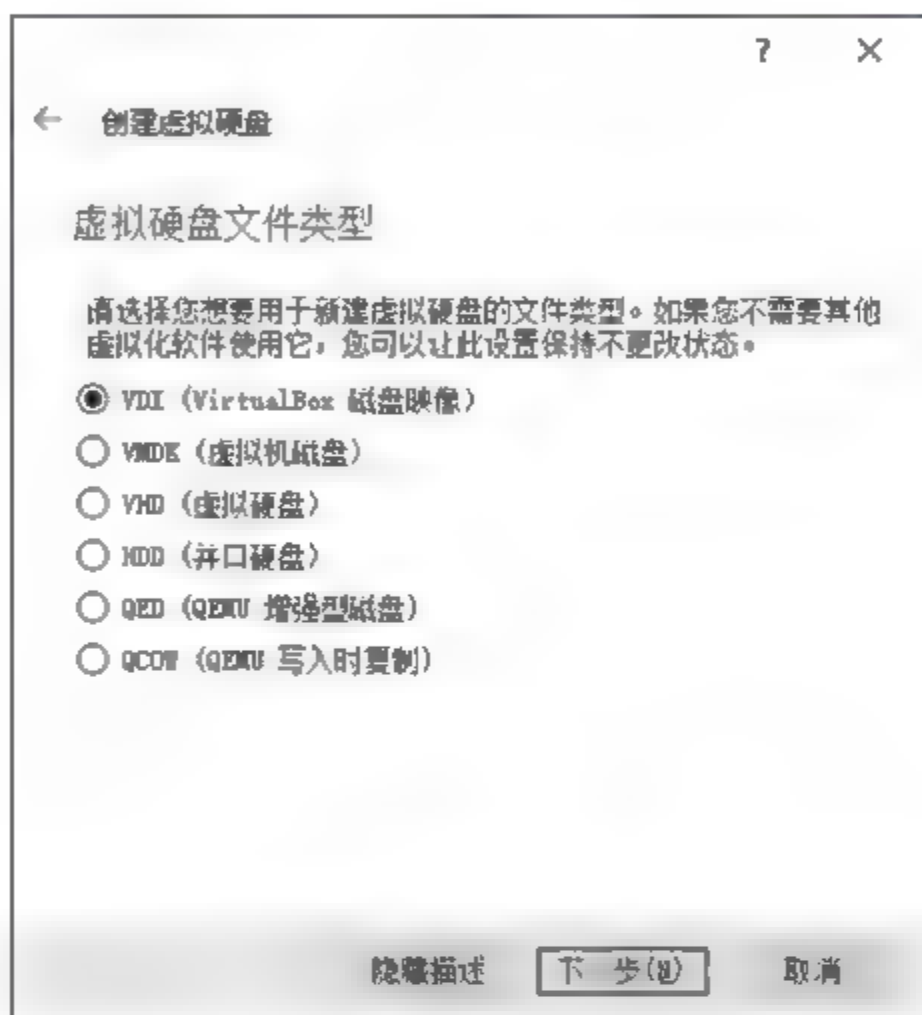 ?
创建虚拟硬盘
虚拟硬盘文件类型
请选择您想要用于新建虚拟硬盘的文件类型。如果您不需要其他
虚拟化软件使用它，您可以让此设置保持不更改状态。
VDI (VirtualBox 磁盘映像)
VMDK (虚拟机磁盘)
VHD (虚拟硬盘)
HDD (并口硬盘)
QED (QEMU 增强型磁盘)
QCOW (QEMU 写入时复制)
隐藏描述 下一步(N) 取消